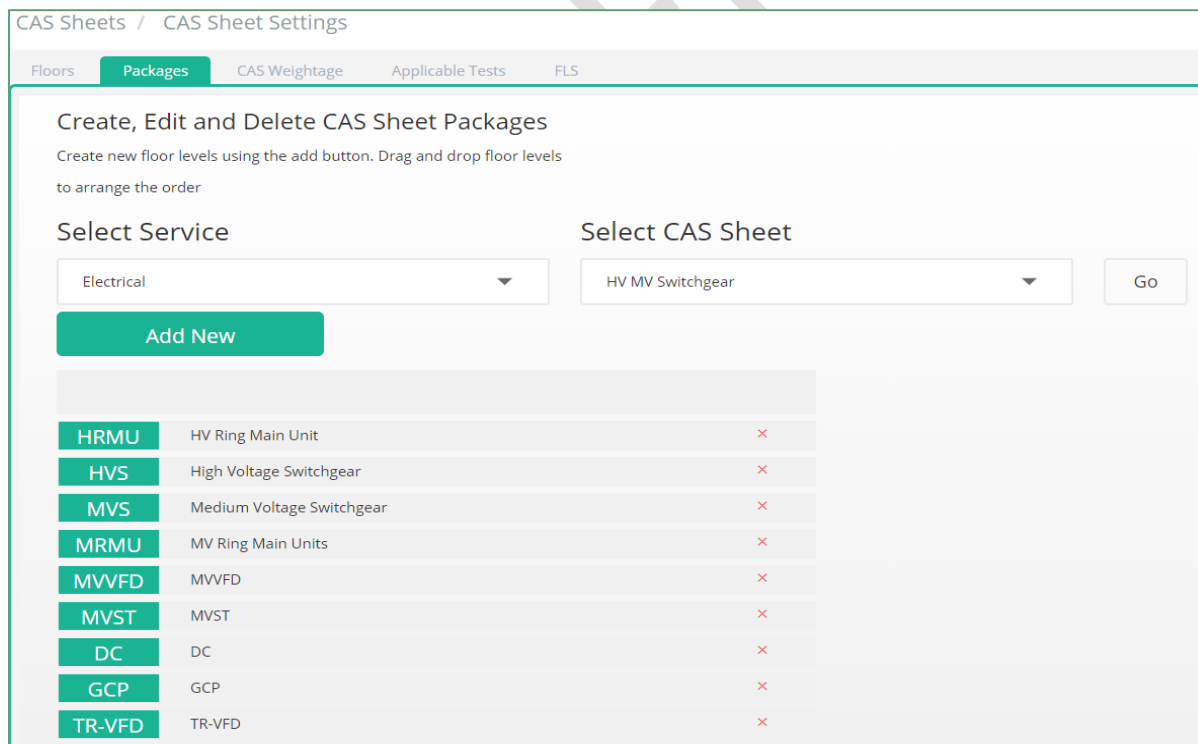 CAS Sheets / CAS Sheet Settings
Floors Packages CAS Weightage Applicable Tests FLS
Create, Edit and Delete CAS Sheet Packages
Create new floor levels using the add button. Drag and drop floor levels
to arrange the order
Select Service Select CAS Sheet
Electrical HV MV Switchgear Go
Add New
HRMU HV Ring Main Unit ×
HVS High Voltage Switchgear ×
MVS Medium Voltage Switchgear ×
MRMU MV Ring Main Units ×
MVVFD MVVFD ×
MVST MVST ×
DC DC ×
GCP GCP ×
TR-VFD TR-VFD ×